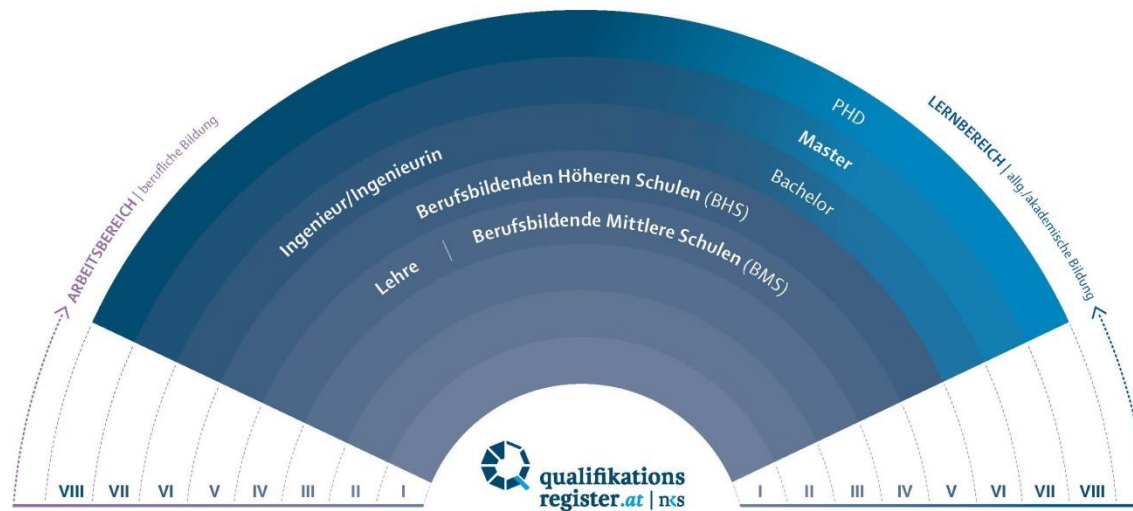 PHD
Master
Bachelor
ARBEITSBEREICH | berufliche Bildung
LERNBEREICH | allg/akademische Bildung
Ingenieur/Ingenieurin
Berufsbildenden Höheren Schulen (BHS)
Lehre | Berufsbildende Mittlere Schulen (BMS)
VIII VII VI V IV III II I
qualifikations
register.at | nks
I II III IV V VI VII VIII